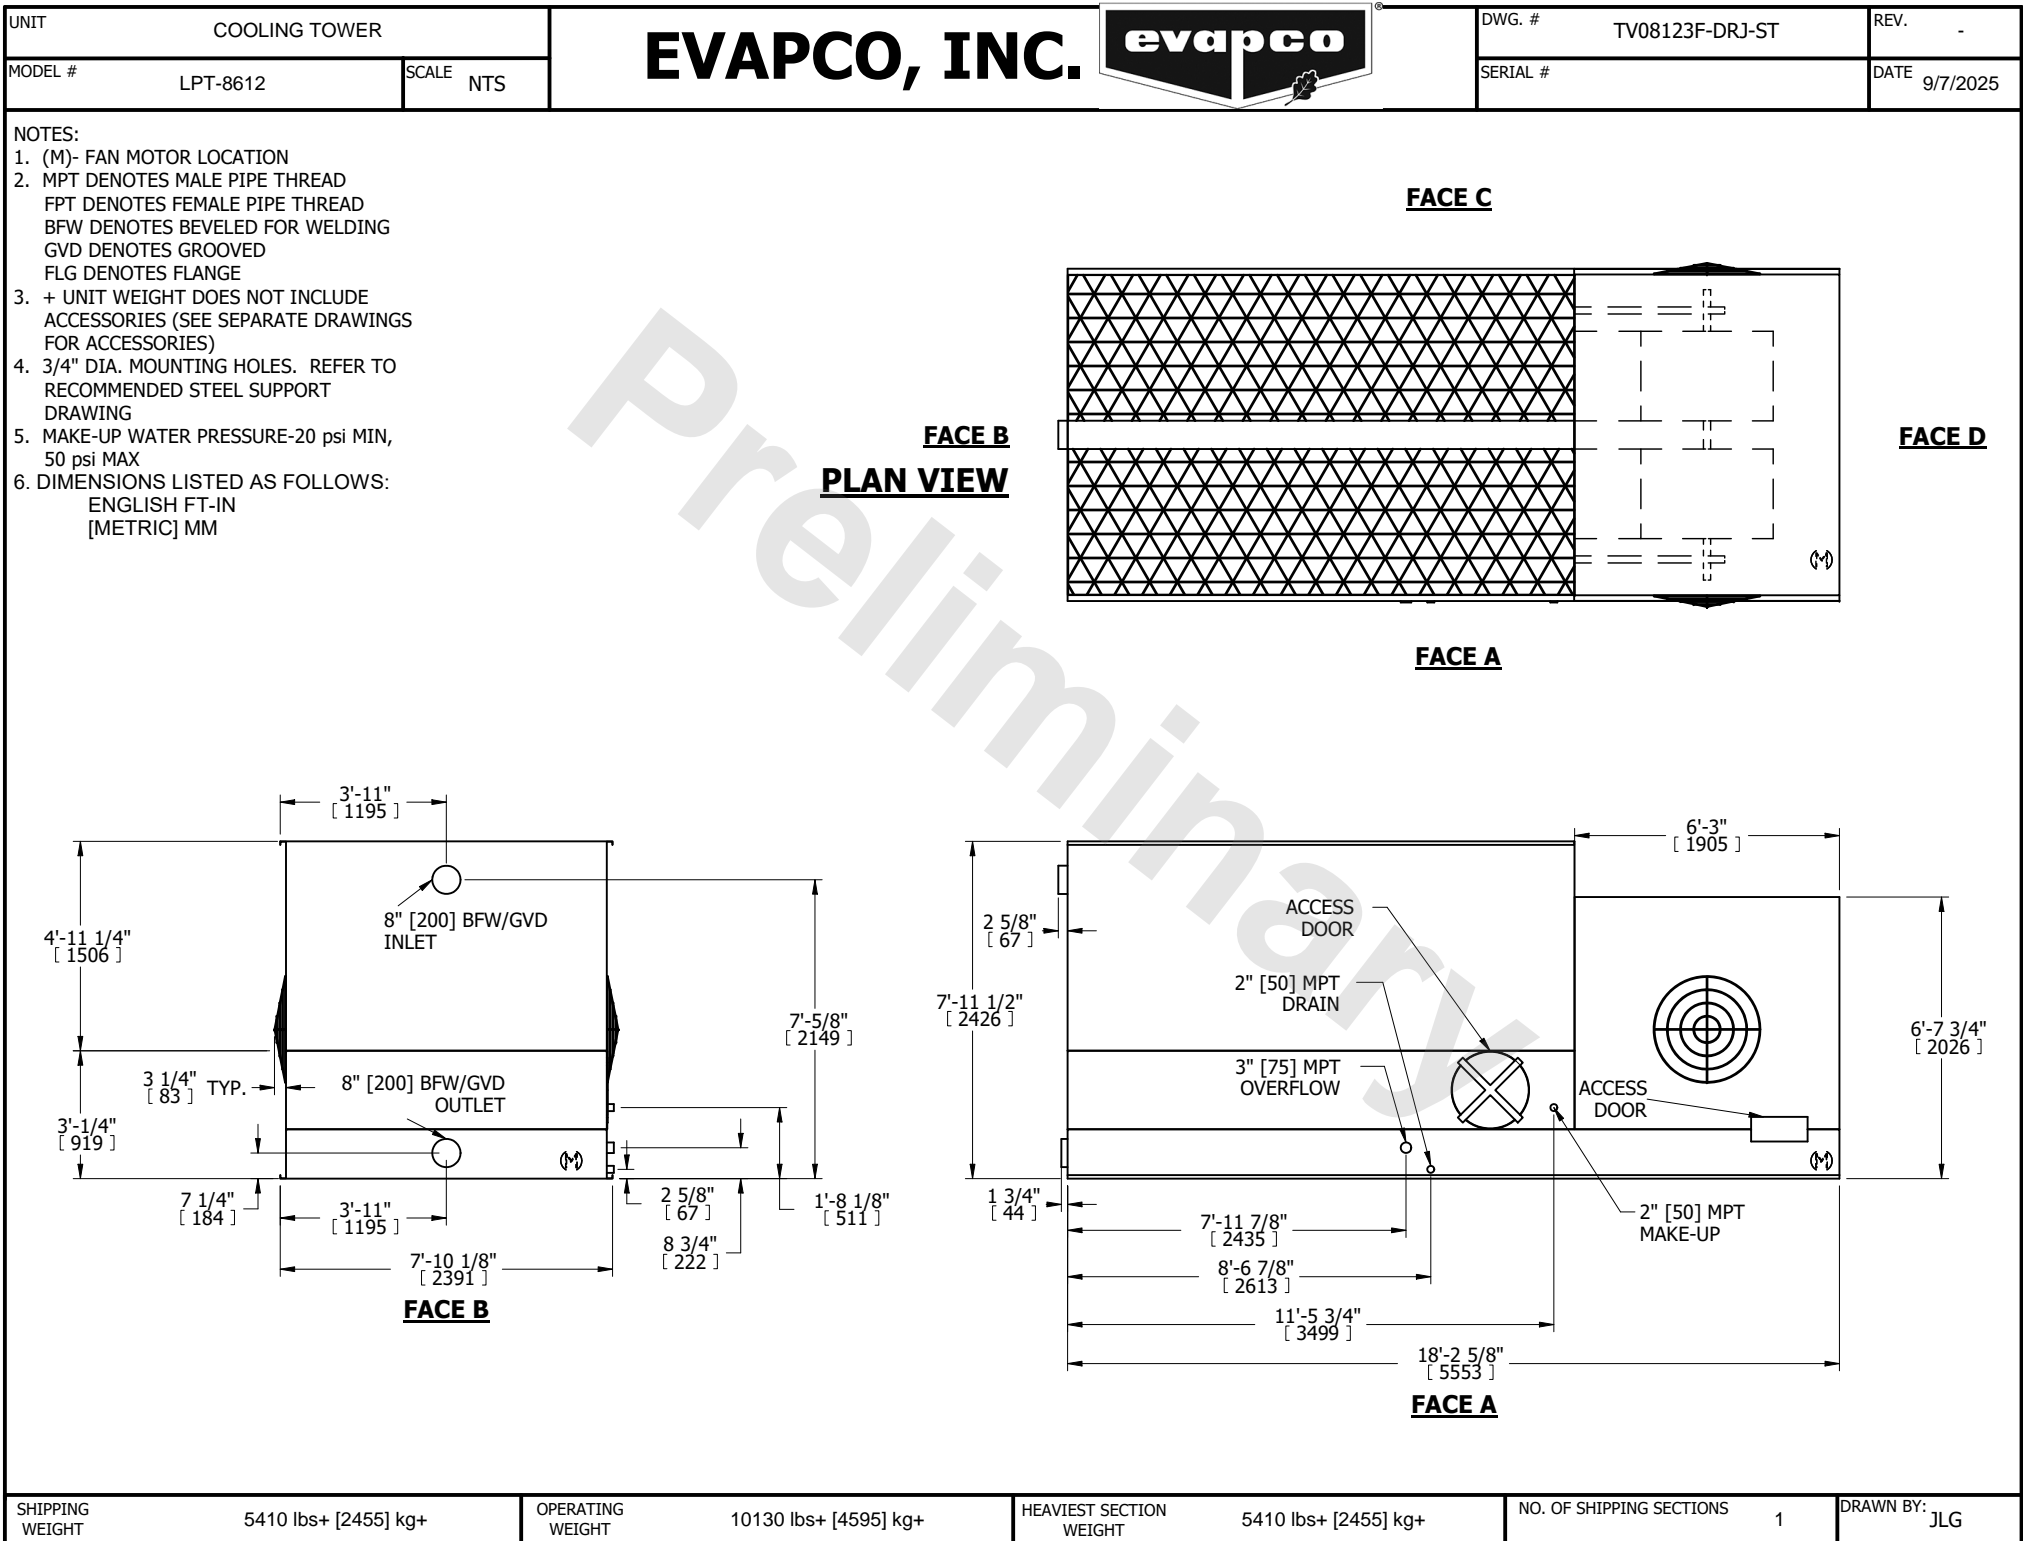 UNIT
COOLING TOWER
MODEL #
LPT-8612
SCALE
NTS
EVAPCO, INC.
evapco
®
DWG. #
TV08123F-DRJ-ST
REV.
-
SERIAL #
DATE
9/7/2025
NOTES:
1. (M)- FAN MOTOR LOCATION
2. MPT DENOTES MALE PIPE THREAD
FPT DENOTES FEMALE PIPE THREAD
BFW DENOTES BEVELED FOR WELDING
GVD DENOTES GROOVED
FLG DENOTES FLANGE
3. + UNIT WEIGHT DOES NOT INCLUDE
ACCESSORIES (SEE SEPARATE DRAWINGS
FOR ACCESSORIES)
4. 3/4" DIA. MOUNTING HOLES. REFER TO
RECOMMENDED STEEL SUPPORT
DRAWING
5. MAKE-UP WATER PRESSURE-20 psi MIN,
50 psi MAX
6. DIMENSIONS LISTED AS FOLLOWS:
ENGLISH FT-IN
[METRIC] MM
Preliminary
FACE C
FACE B
PLAN VIEW
FACE D
(M)
FACE A
3'-11"
[ 1195 ]
8" [200] BFW/GVD
INLET
4'-11 1/4"
[ 1506 ]
7'-5/8"
[ 2149 ]
3 1/4"
[ 83 ]
TYP.
8" [200] BFW/GVD
OUTLET
3'-1/4"
[ 919 ]
(M)
7 1/4"
[ 184 ]
3'-11"
[ 1195 ]
2 5/8"
[ 67 ]
1'-8 1/8"
[ 511 ]
8 3/4"
[ 222 ]
7'-10 1/8"
[ 2391 ]
FACE B
6'-3"
[ 1905 ]
2 5/8"
[ 67 ]
ACCESS
DOOR
7'-11 1/2"
[ 2426 ]
2" [50] MPT
DRAIN
6'-7 3/4"
[ 2026 ]
3" [75] MPT
OVERFLOW
ACCESS
DOOR
(M)
1 3/4"
[ 44 ]
2" [50] MPT
MAKE-UP
7'-11 7/8"
[ 2435 ]
8'-6 7/8"
[ 2613 ]
11'-5 3/4"
[ 3499 ]
18'-2 5/8"
[ 5553 ]
FACE A
SHIPPING
WEIGHT
5410 lbs+ [2455] kg+
OPERATING
WEIGHT
10130 lbs+ [4595] kg+
HEAVIEST SECTION
WEIGHT
5410 lbs+ [2455] kg+
NO. OF SHIPPING SECTIONS
1
DRAWN BY:
JLG